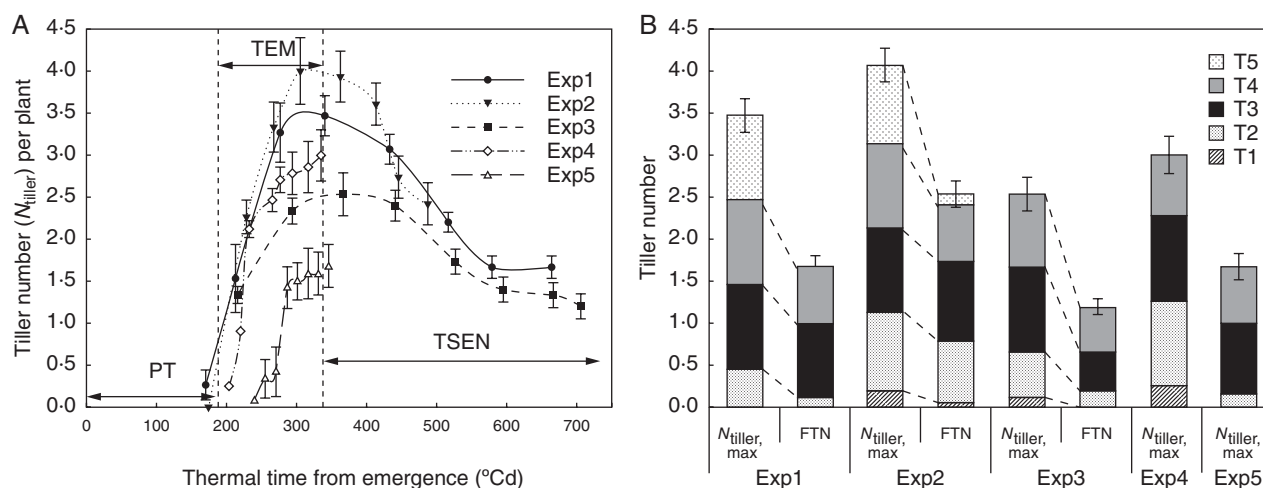 A
Tiller number (Ntiller) per plant
4·5
4·0
3·5
3·0
2·5
2·0
1·5
1·0
0·5
0·0
0
100
200
300
400
500
600
700
Thermal time from emergence (ºCd)
TEM
PT
TSEN
Exp1
Exp2
Exp3
Exp4
Exp5
B
Tiller number
4·5
4·0
3·5
3·0
2·5
2·0
1·5
1·0
0·5
0·0
T5
T4
T3
T2
T1
Ntiller, max
FTN
Ntiller, max
FTN
Ntiller, max
FTN
Ntiller, max
Ntiller, max
Exp1
Exp2
Exp3
Exp4
Exp5